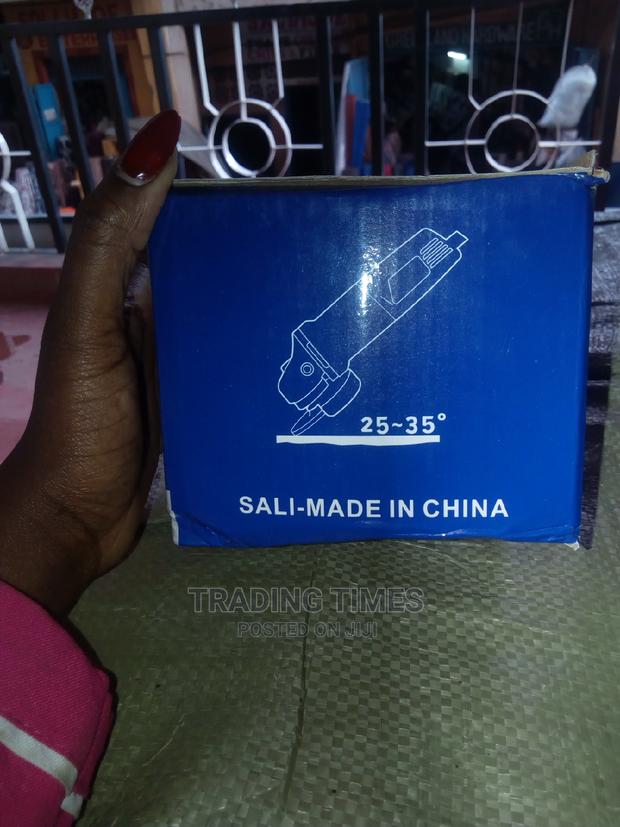 25~35°
SALI-MADE IN CHINA
TRADING TIMES
POSTED ON JIJI